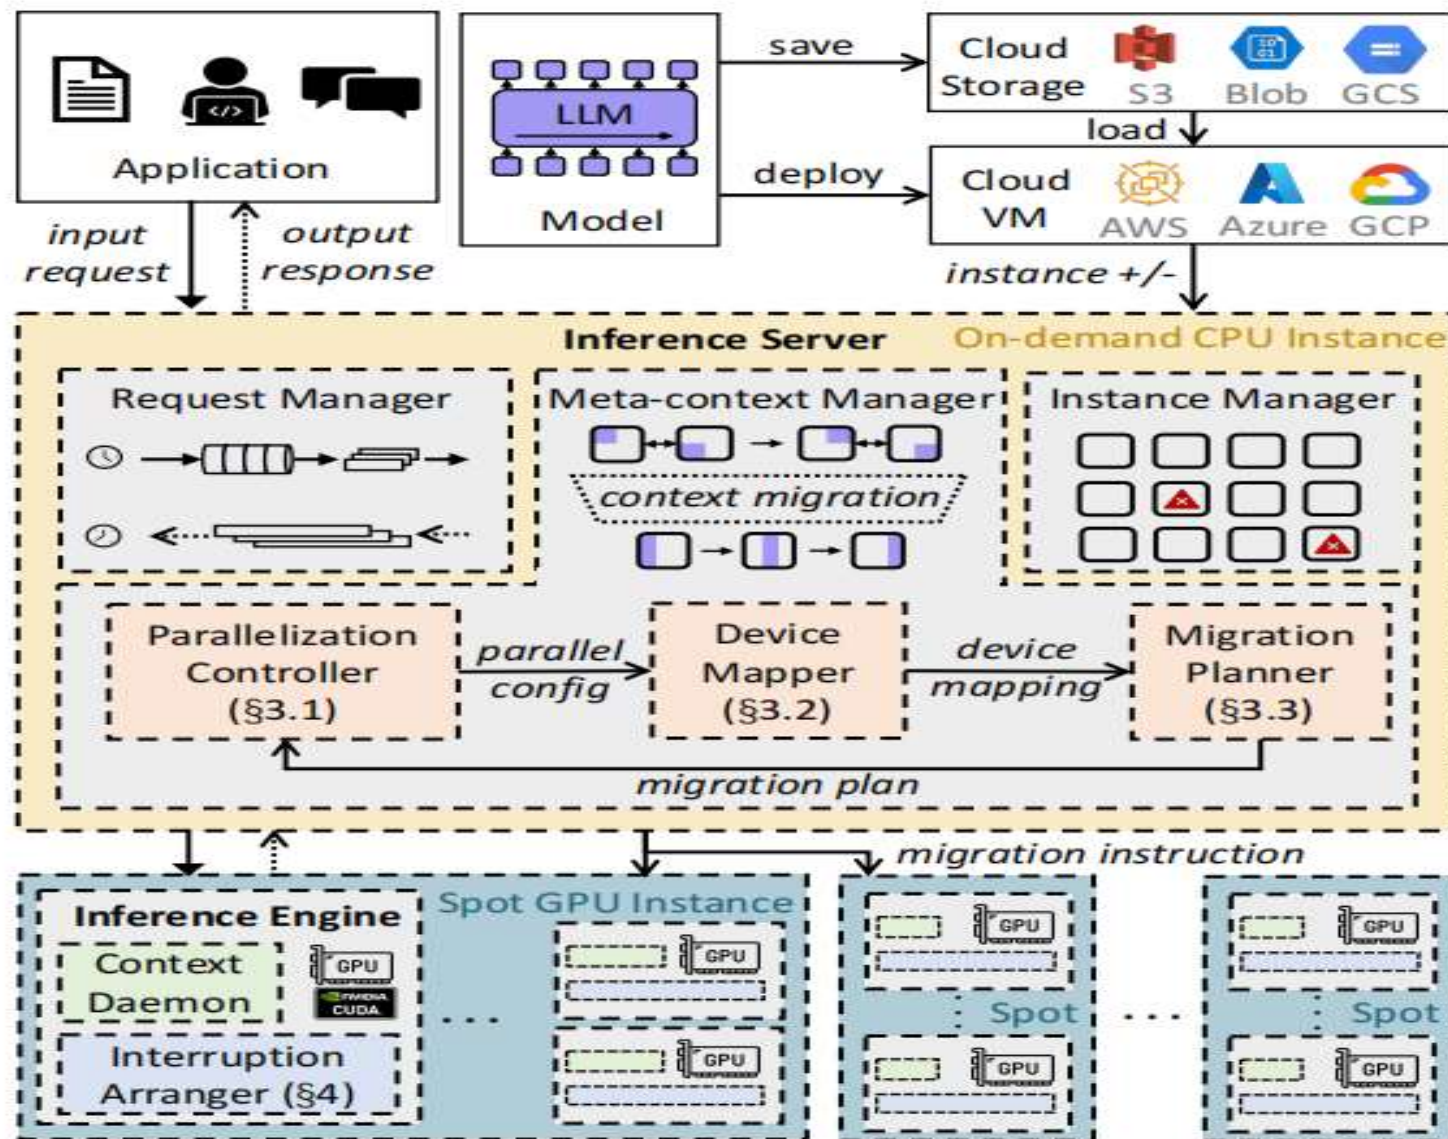 Application
</>
LLM
Model
save
deploy
Cloud
Storage
S3
Blob
GCS
load
Cloud
VM
AWS
Azure
GCP
input
request
output
response
instance +/-
Inference Server
On-demand CPU Instance
Request Manager
Meta-context Manager
context migration
Instance Manager
Parallelization
Controller
(§3.1)
parallel
config
Device
Mapper
(§3.2)
device
mapping
Migration
Planner
(§3.3)
migration plan
migration instruction
Inference Engine
Context
Daemon
GPU
NVIDIA
CUDA
Interruption
Arranger (§4)
Spot GPU Instance
...
GPU
GPU
GPU
Spot
GPU
...
GPU
Spot
GPU